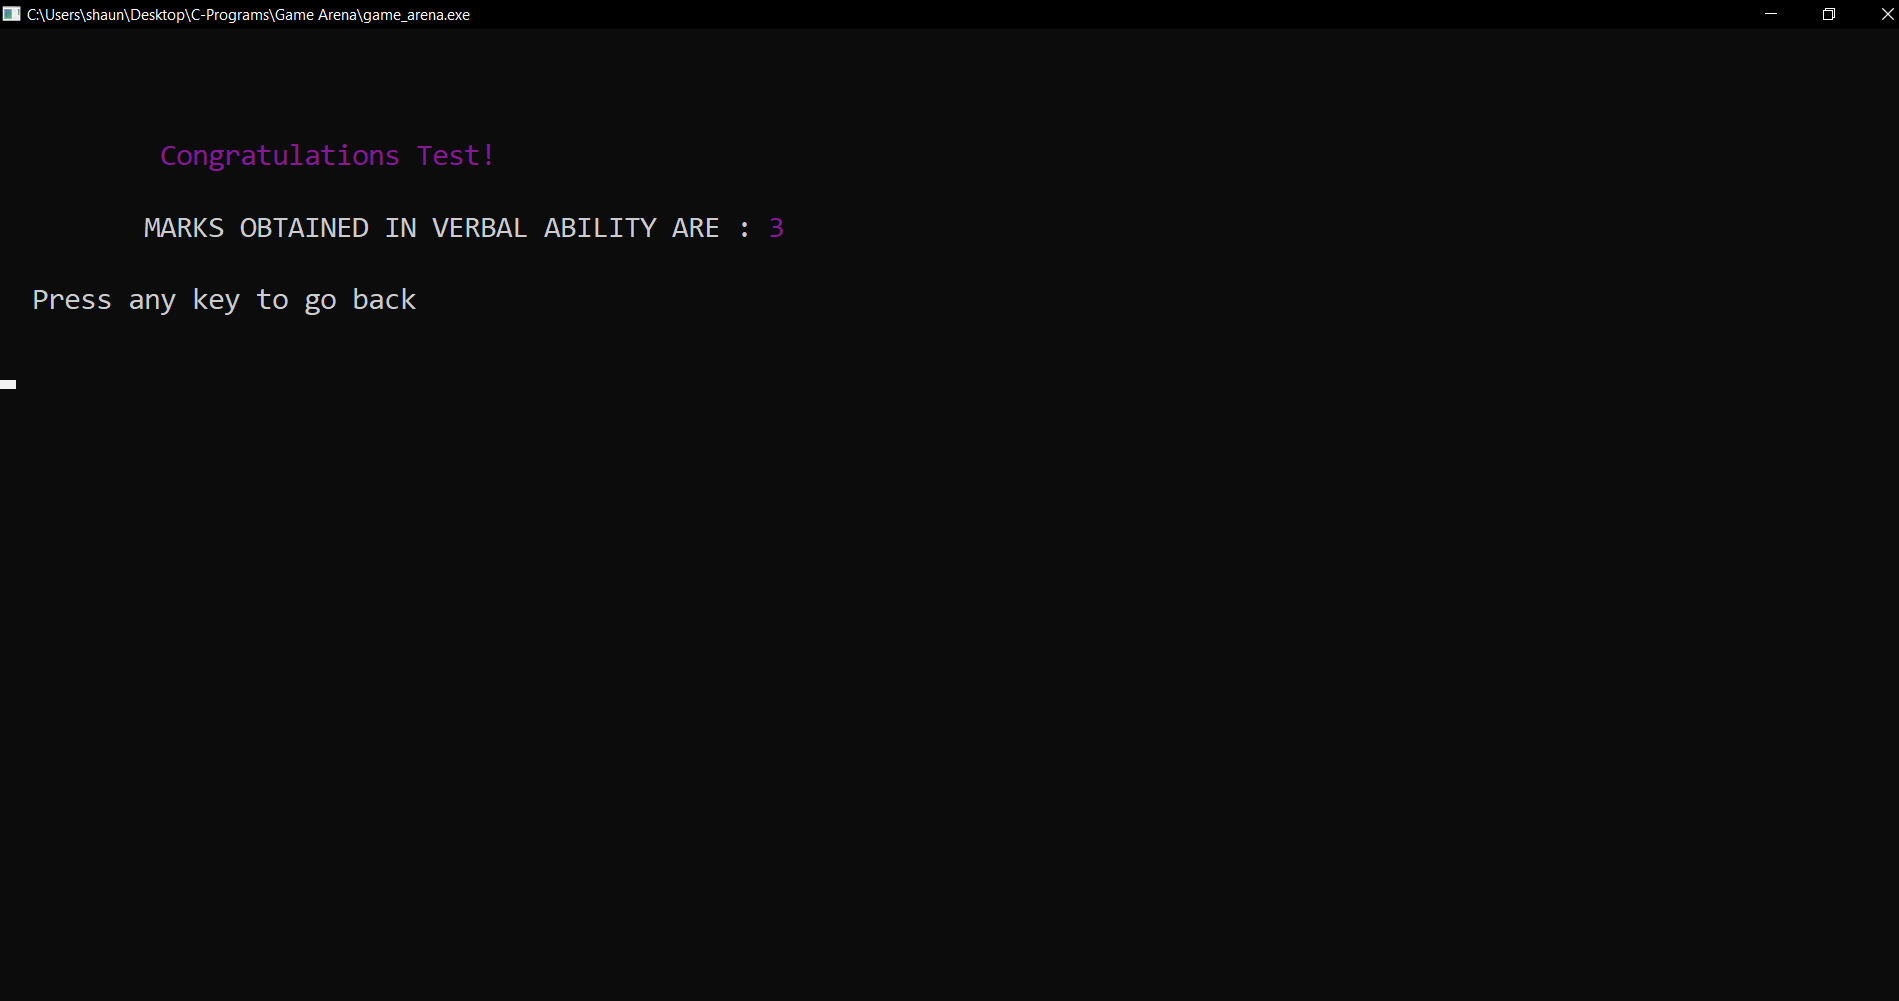 C:\Users\shaun\Desktop\C-Programs\Game Arena\game_arena.exe
Congratulations Test!
MARKS OBTAINED IN VERBAL ABILITY ARE : 3
Press any key to go back